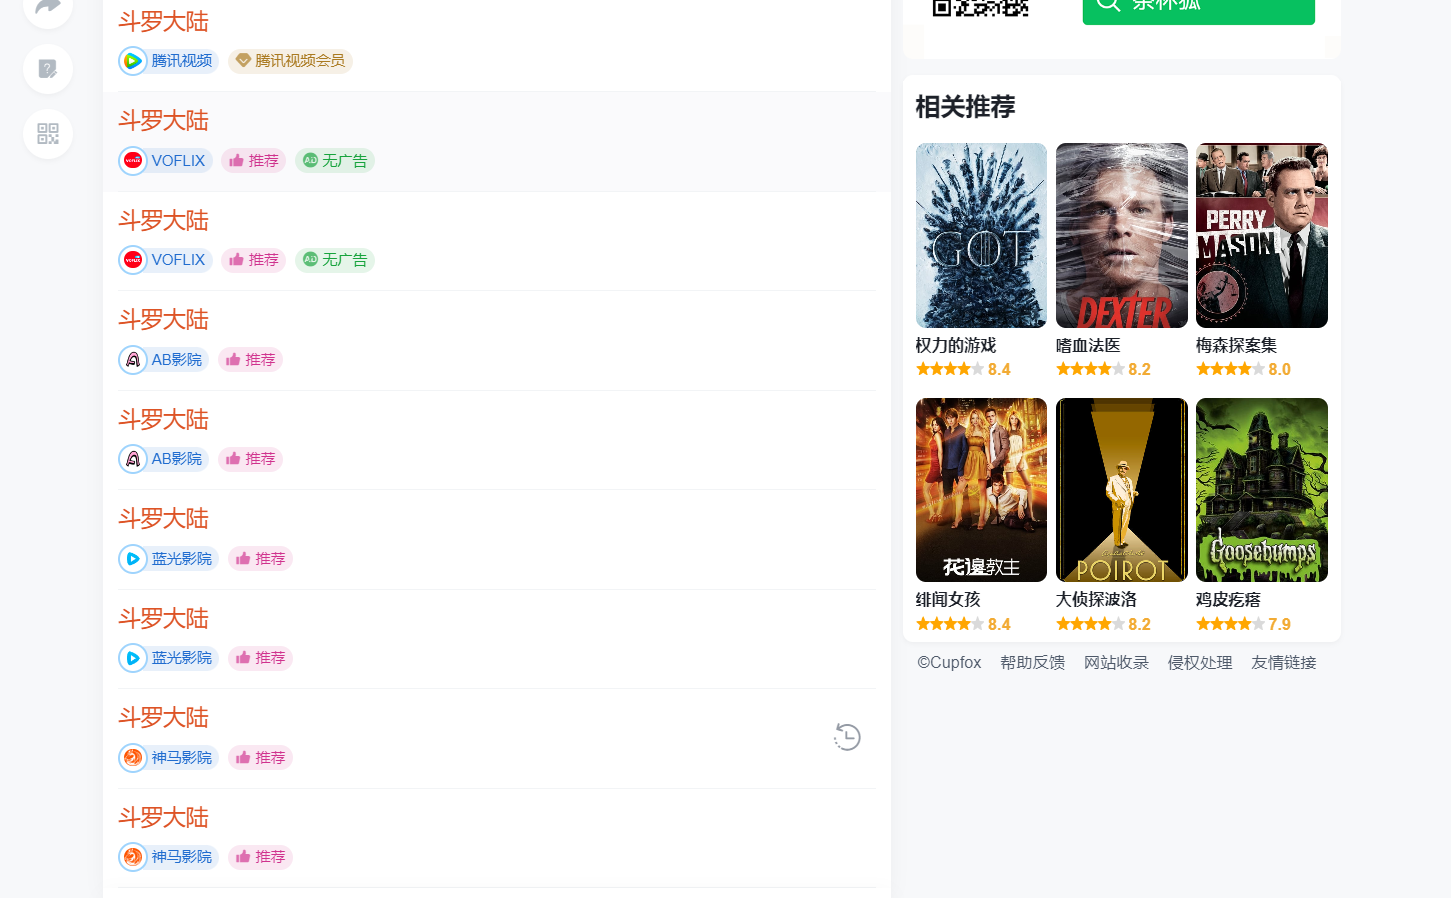 斗罗大陆
腾讯视频 腾讯视频会员
斗罗大陆
VOFLIX 推荐 无广告
斗罗大陆
VOFLIX 推荐 无广告
斗罗大陆
AB影院 推荐
斗罗大陆
AB影院 推荐
斗罗大陆
蓝光影院 推荐
斗罗大陆
蓝光影院 推荐
斗罗大陆
神马影院 推荐
斗罗大陆
神马影院 推荐
茶杯狐
相关推荐
GOT
DEXTER
PERRY
MASON
权力的游戏
嗜血法医
梅森探案集
8.4
8.2
8.0
花邊教主
POIROT
Goosebumps
绯闻女孩
大侦探波洛
鸡皮疙瘩
8.4
8.2
7.9
©Cupfox 帮助反馈 网站收录 侵权处理 友情链接